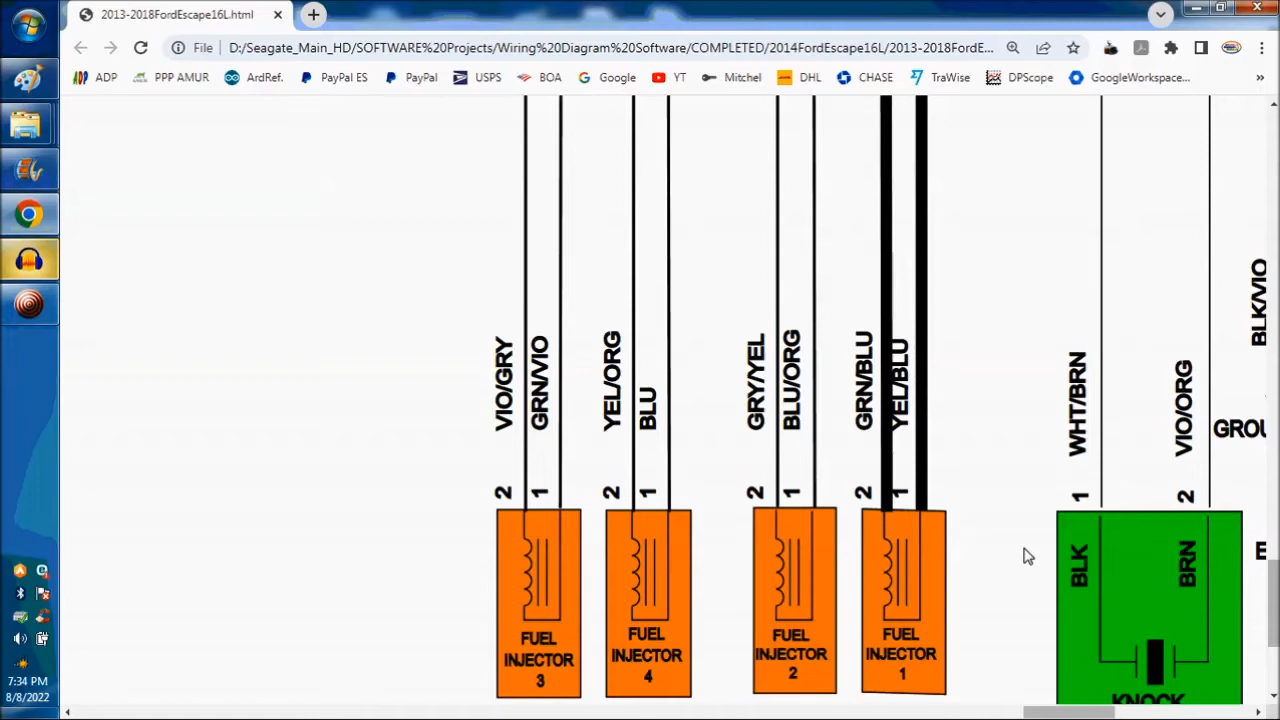 2013-2018FordEscape16L.html
File D:/Seagate_Main_HD/SOFTWARE%20Projects/Wiring%20Diagram%20Software/COMPLETED/2014FordEscape16L/2013-2018FordE...
ADP PPP AMUR ArdRef. PayPal ES PayPal USPS BOA Google YT Mitchel DHL CHASE TraWise DPScope GoogleWorkspace... »
VIO/GRY
GRN/VIO
YEL/ORG
BLU
GRY/YEL
BLU/ORG
GRN/BLU
YEL/BLU
WHT/BRN
VIO/ORG
BLK/VIO
GROU
2 1 2 1 2 1 2 1 1 2
BLK
BRN
E
FUEL
INJECTOR
3
FUEL
INJECTOR
4
FUEL
INJECTOR
2
FUEL
INJECTOR
1
KNOCK
7:34 PM
8/8/2022